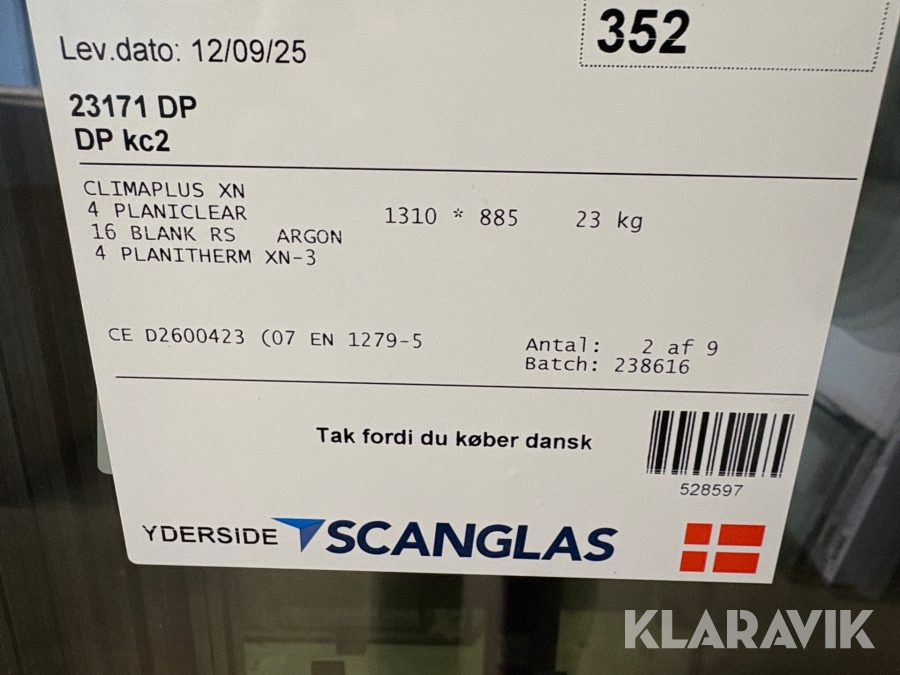 352
Lev.dato: 12/09/25
23171 DP
DP kc2
CLIMAPLUS XN
4 PLANICLEAR 1310 * 885 23 kg
16 BLANK RS ARGON
4 PLANITHERM XN-3
CE D2600423 (07 EN 1279-5
Antal: 2 af 9
Batch: 238616
Tak fordi du køber dansk
528597
YDERSIDE SCANGLAS
KLARAVIK